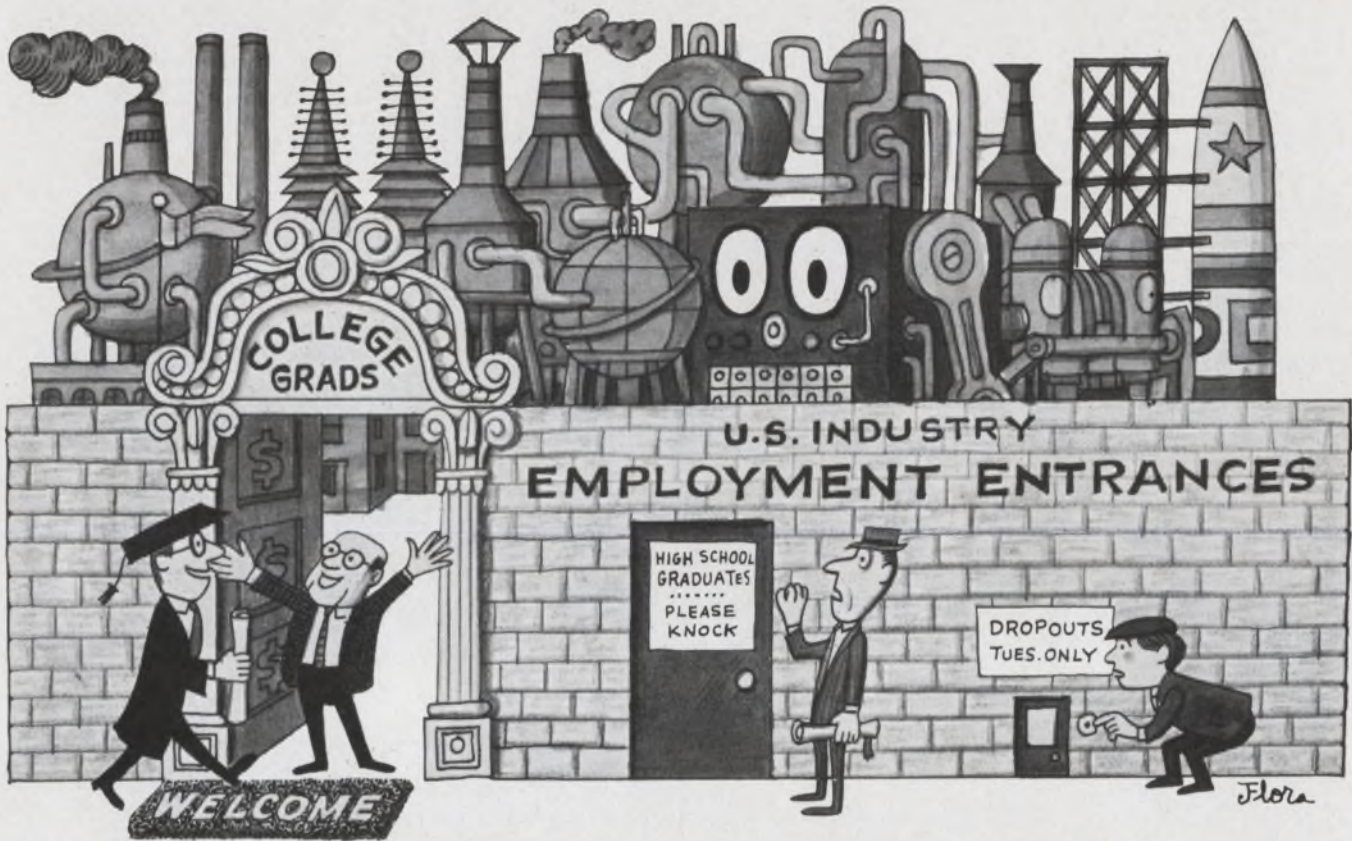 COLLEGE
GRADS
U.S. INDUSTRY
EMPLOYMENT ENTRANCES
$
$
$
HIGH SCHOOL
GRADUATES
.......
PLEASE
KNOCK
DROPOUTS
TUES. ONLY
WELCOME
Flora